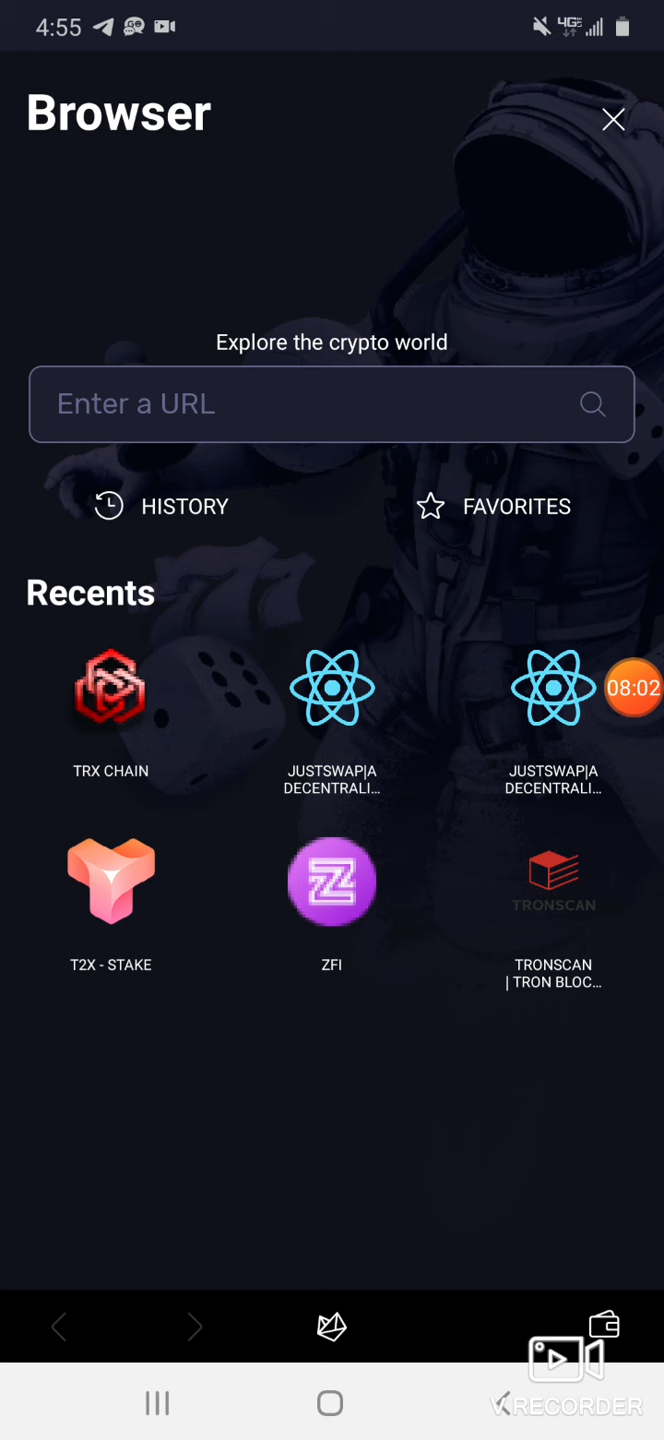 4:55
4GE
Browser
Explore the crypto world
Enter a URL
HISTORY
FAVORITES
Recents
08:02
TRX CHAIN
JUSTSWAP|A
DECENTRALI...
JUSTSWAP|A
DECENTRALI...
TRONSCAN
T2X - STAKE
ZFI
TRONSCAN
| TRON BLOC...
V.RECORDER